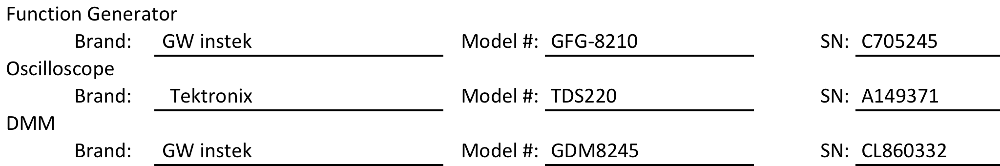 Function Generator
Brand: GW instek Model #: GFG-8210 SN: C705245
Oscilloscope
Brand: Tektronix Model #: TDS220 SN: A149371
DMM
Brand: GW instek Model #: GDM8245 SN: CL860332